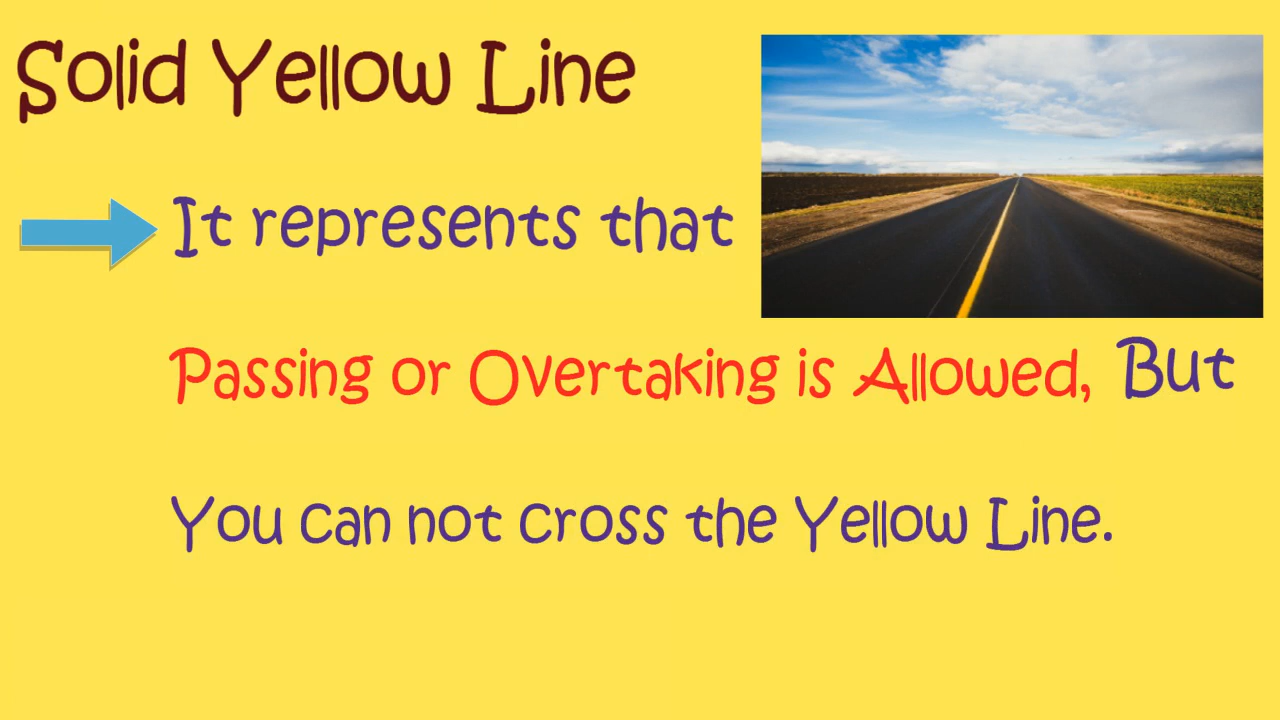 Solid Yellow Line
It represents that
Passing or Overtaking is Allowed, But
You can not cross the Yellow Line.